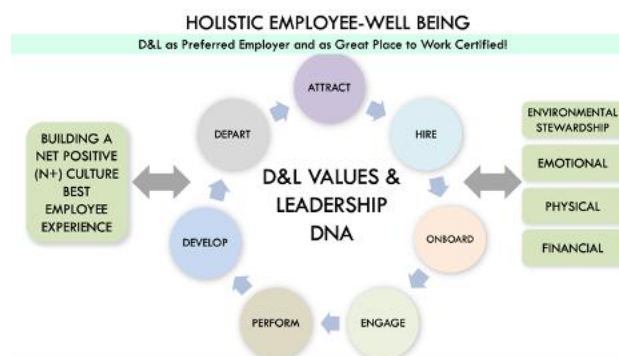 HOLISTIC EMPLOYEE-WELL BEING
D&L as Preferred Employer and as Great Place to Work Certified!
ATTRACT
HIRE
ONBOARD
ENGAGE
PERFORM
DEVELOP
DEPART
D&L VALUES &
LEADERSHIP
DNA
BUILDING A
NET POSITIVE
(N+) CULTURE
BEST
EMPLOYEE
EXPERIENCE
ENVIRONMENTAL
STEWARDSHIP
EMOTIONAL
PHYSICAL
FINANCIAL